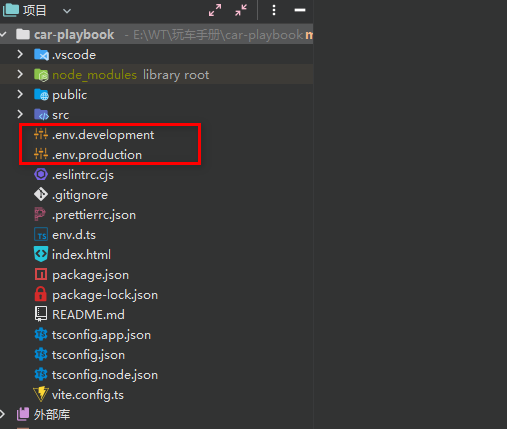 项目
car-playbook - E:\WT\玩车手册\car-playbook
.vscode
node_modules library root
public
src
.env.development
.env.production
.eslintrc.cjs
.gitignore
.prettierrc.json
env.d.ts
index.html
package.json
package-lock.json
README.md
tsconfig.app.json
tsconfig.json
tsconfig.node.json
vite.config.ts
外部库